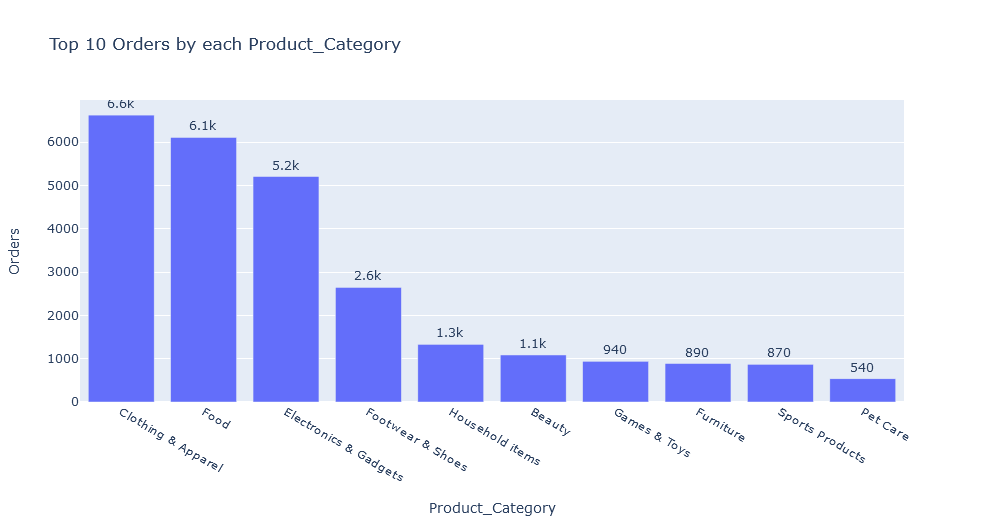 Top 10 Orders by each Product_Category
6.6k
6.1k
5.2k
2.6k
1.3k
1.1k
940
890
870
540
6000
5000
4000
3000
2000
1000
0
Orders
Clothing & Apparel
Food
Electronics & Gadgets
Footwear & Shoes
Household items
Beauty
Games & Toys
Furniture
Sports Products
Pet Care
Product_Category